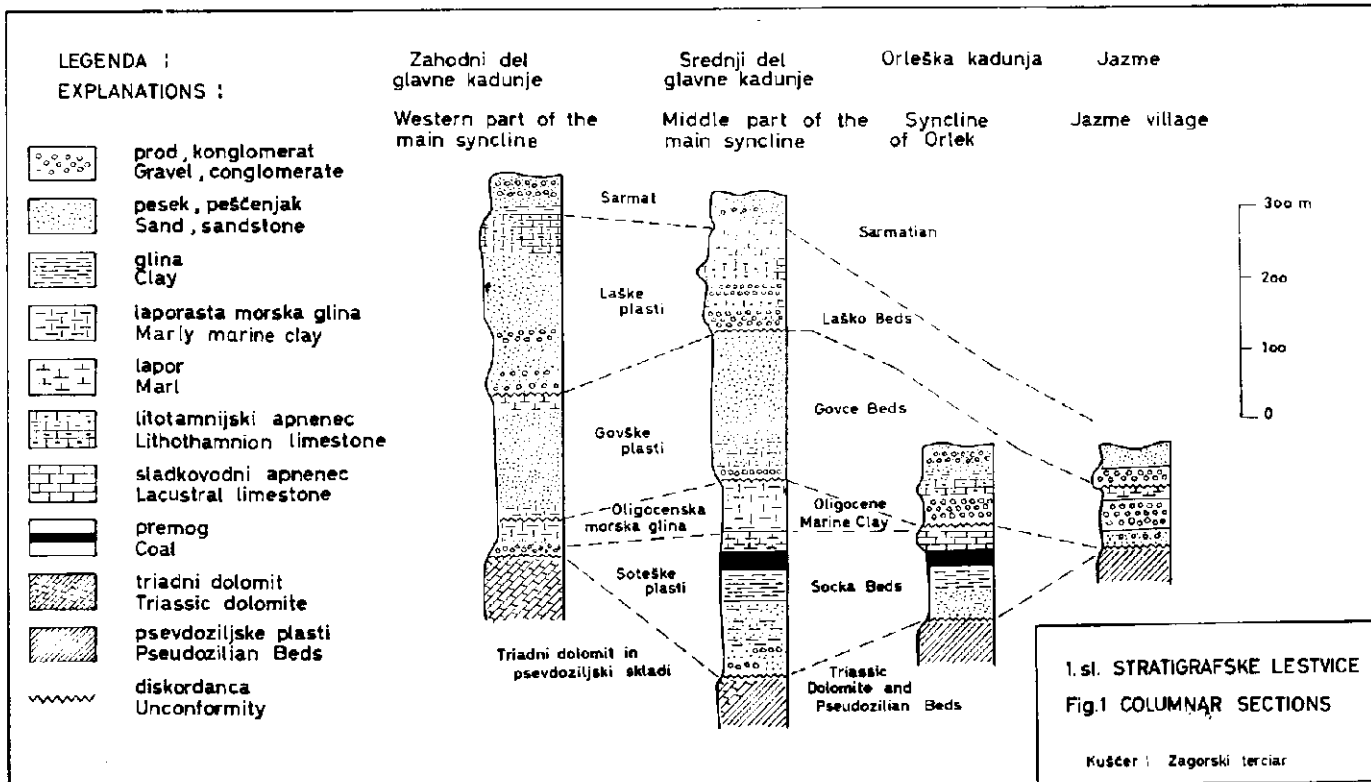 LEGENDA :
EXPLANATIONS :
prod, konglomerat
Gravel, conglomerate
pesek, peščenjak
Sand, sandstone
glina
Clay
laporasta morska glina
Marly marine clay
lapor
Marl
litotamnijski apnenec
Lithothamnion limestone
sladkovodni apnenec
Lacustral limestone
premog
Coal
triadni dolomit
Triassic dolomite
psevdoziljske plasti
Pseudozilian Beds
diskordanca
Unconformity
Zahodni del
glavne kadunje
Western part of the
main syncline
Srednji del
glavne kadunje
Middle part of the
main syncline
Orleška kadunja
Syncline
of Orlek
Jazme
Jazme village
Sarmat
Sarmatian
Laške
plasti
Laško Beds
Govške
plasti
Govce Beds
Oligocenska
morska glina
Oligocene
Marine Clay
Soteške
plasti
Socka Beds
Triadni dolomit in
psevdoziljski skladi
Triassic
Dolomite and
Pseudozilian Beds
300 m
200
100
0
1. sl. STRATIGRAFSKE LESTVICE
Fig.1 COLUMNAR SECTIONS
Kuščer : Zagorski terciar